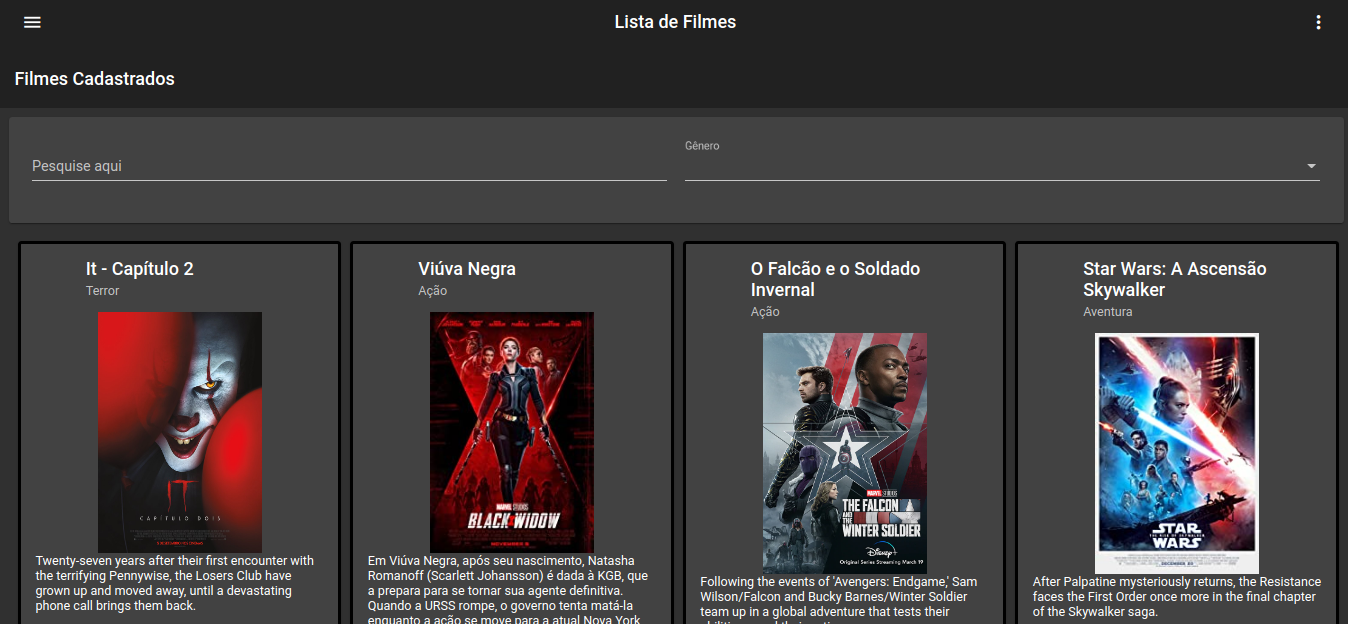 Lista de Filmes
Filmes Cadastrados
Pesquise aqui
Gênero
It - Capítulo 2
Terror
IT
CAPÍTULO DOIS
Twenty-seven years after their first encounter with
the terrifying Pennywise, the Losers Club have
grown up and moved away, until a devastating
phone call brings them back.
Viúva Negra
Ação
MARVEL STUDIOS
BLACK WIDOW
Em Viúva Negra, após seu nascimento, Natasha
Romanoff (Scarlett Johansson) é dada à KGB, que
a prepara para se tornar sua agente definitiva.
Quando a URSS rompe, o governo tenta matá-la
enquanto a ação se move para a atual Nova York
O Falcão e o Soldado
Invernal
Ação
MARVEL STUDIOS
THE FALCON
AND THE
WINTER SOLDIER
Disney+
Original Series Streaming March 19
Following the events of 'Avengers: Endgame,' Sam
Wilson/Falcon and Bucky Barnes/Winter Soldier
team up in a global adventure that tests their
Star Wars: A Ascensão
Skywalker
Aventura
STAR
THE RISE OF SKYWALKER
WARS
After Palpatine mysteriously returns, the Resistance
faces the First Order once more in the final chapter
of the Skywalker saga.